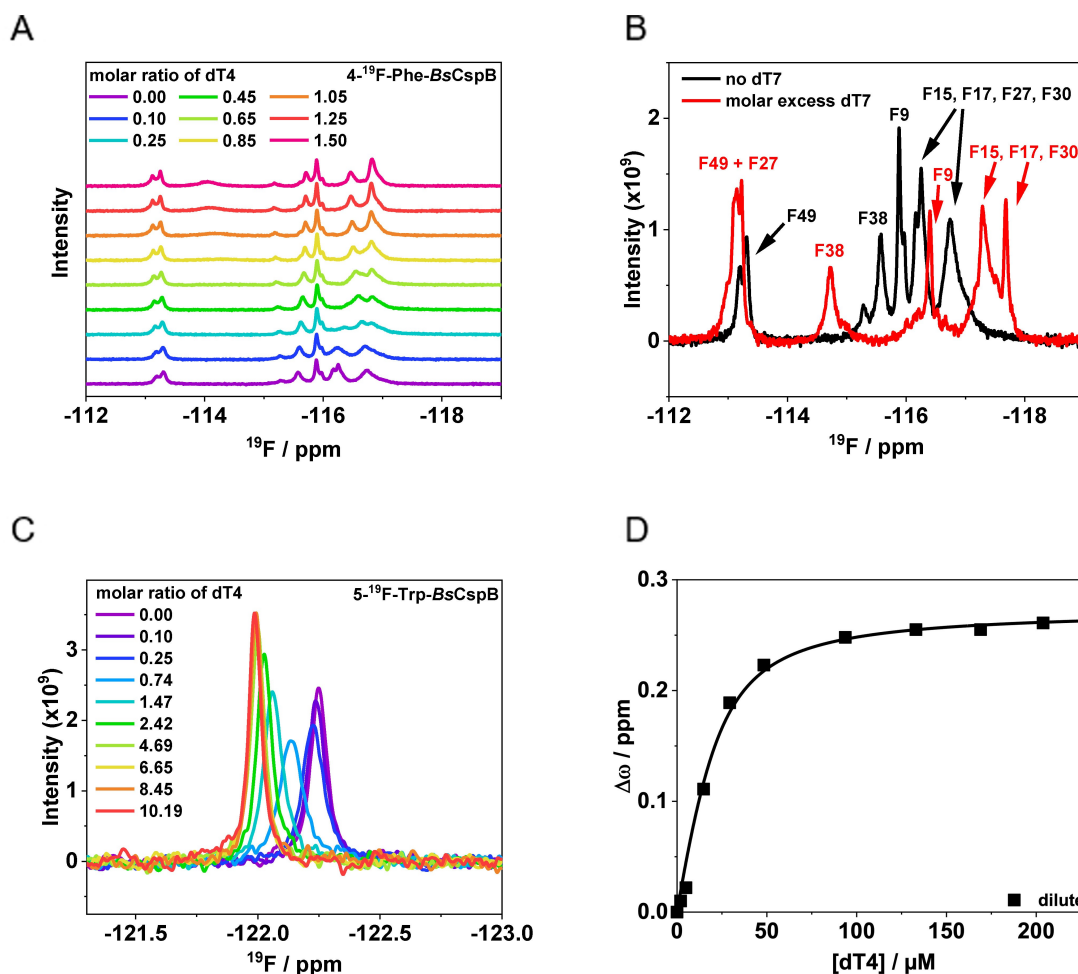 A
molar ratio of dT4
4-¹⁹F-Phe-BsCspB
0.00 0.45 1.05
0.10 0.65 1.25
0.25 0.85 1.50
Intensity
-112 -114 -116 -118
¹⁹F / ppm
B
no dT7
molar excess dT7
F15, F17, F27, F30
F9
F49 + F27
F15, F17, F30
F9
F49
F38
F38
Intensity (x10⁹)
2
1
0
-112 -114 -116 -118
¹⁹F / ppm
C
molar ratio of dT4
5-¹⁹F-Trp-BsCspB
0.00
0.10
0.25
0.74
1.47
2.42
4.69
6.65
8.45
10.19
Intensity (x10⁹)
3
2
1
0
-121.5 -122.0 -122.5 -123.0
¹⁹F / ppm
D
0.3
0.2
0.1
0.0
Δω / ppm
dilute
0 50 100 150 200
[dT4] / µM